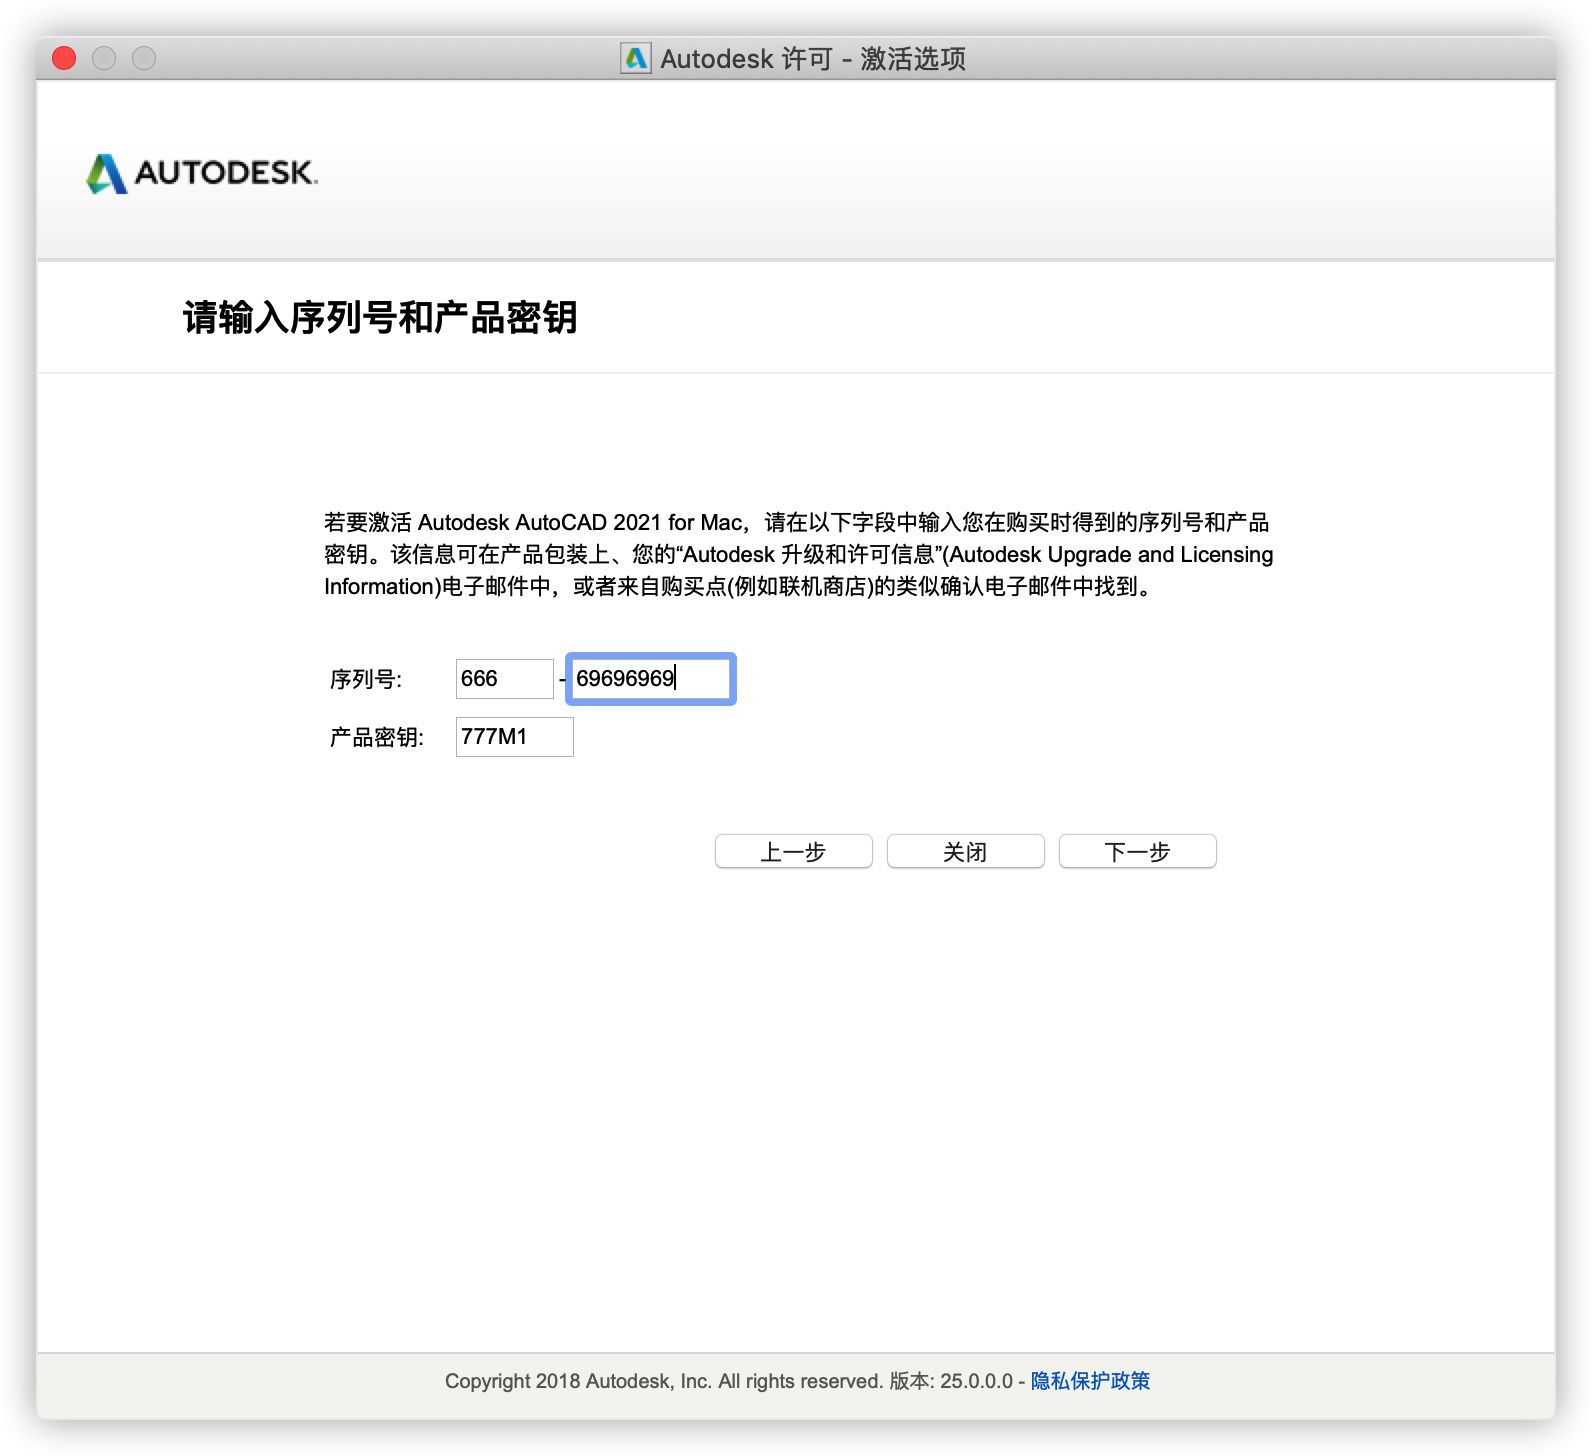 Autodesk 许可 - 激活选项
AUTODESK.
请输入序列号和产品密钥
若要激活 Autodesk AutoCAD 2021 for Mac，请在以下字段中输入您在购买时得到的序列号和产品
密钥。该信息可在产品包装上、您的“Autodesk 升级和许可信息”(Autodesk Upgrade and Licensing
Information)电子邮件中，或者来自购买点(例如联机商店)的类似确认电子邮件中找到。
序列号: 666 - 69696969
产品密钥: 777M1
上一步 关闭 下一步
Copyright 2018 Autodesk, Inc. All rights reserved. 版本: 25.0.0.0 - 隐私保护政策